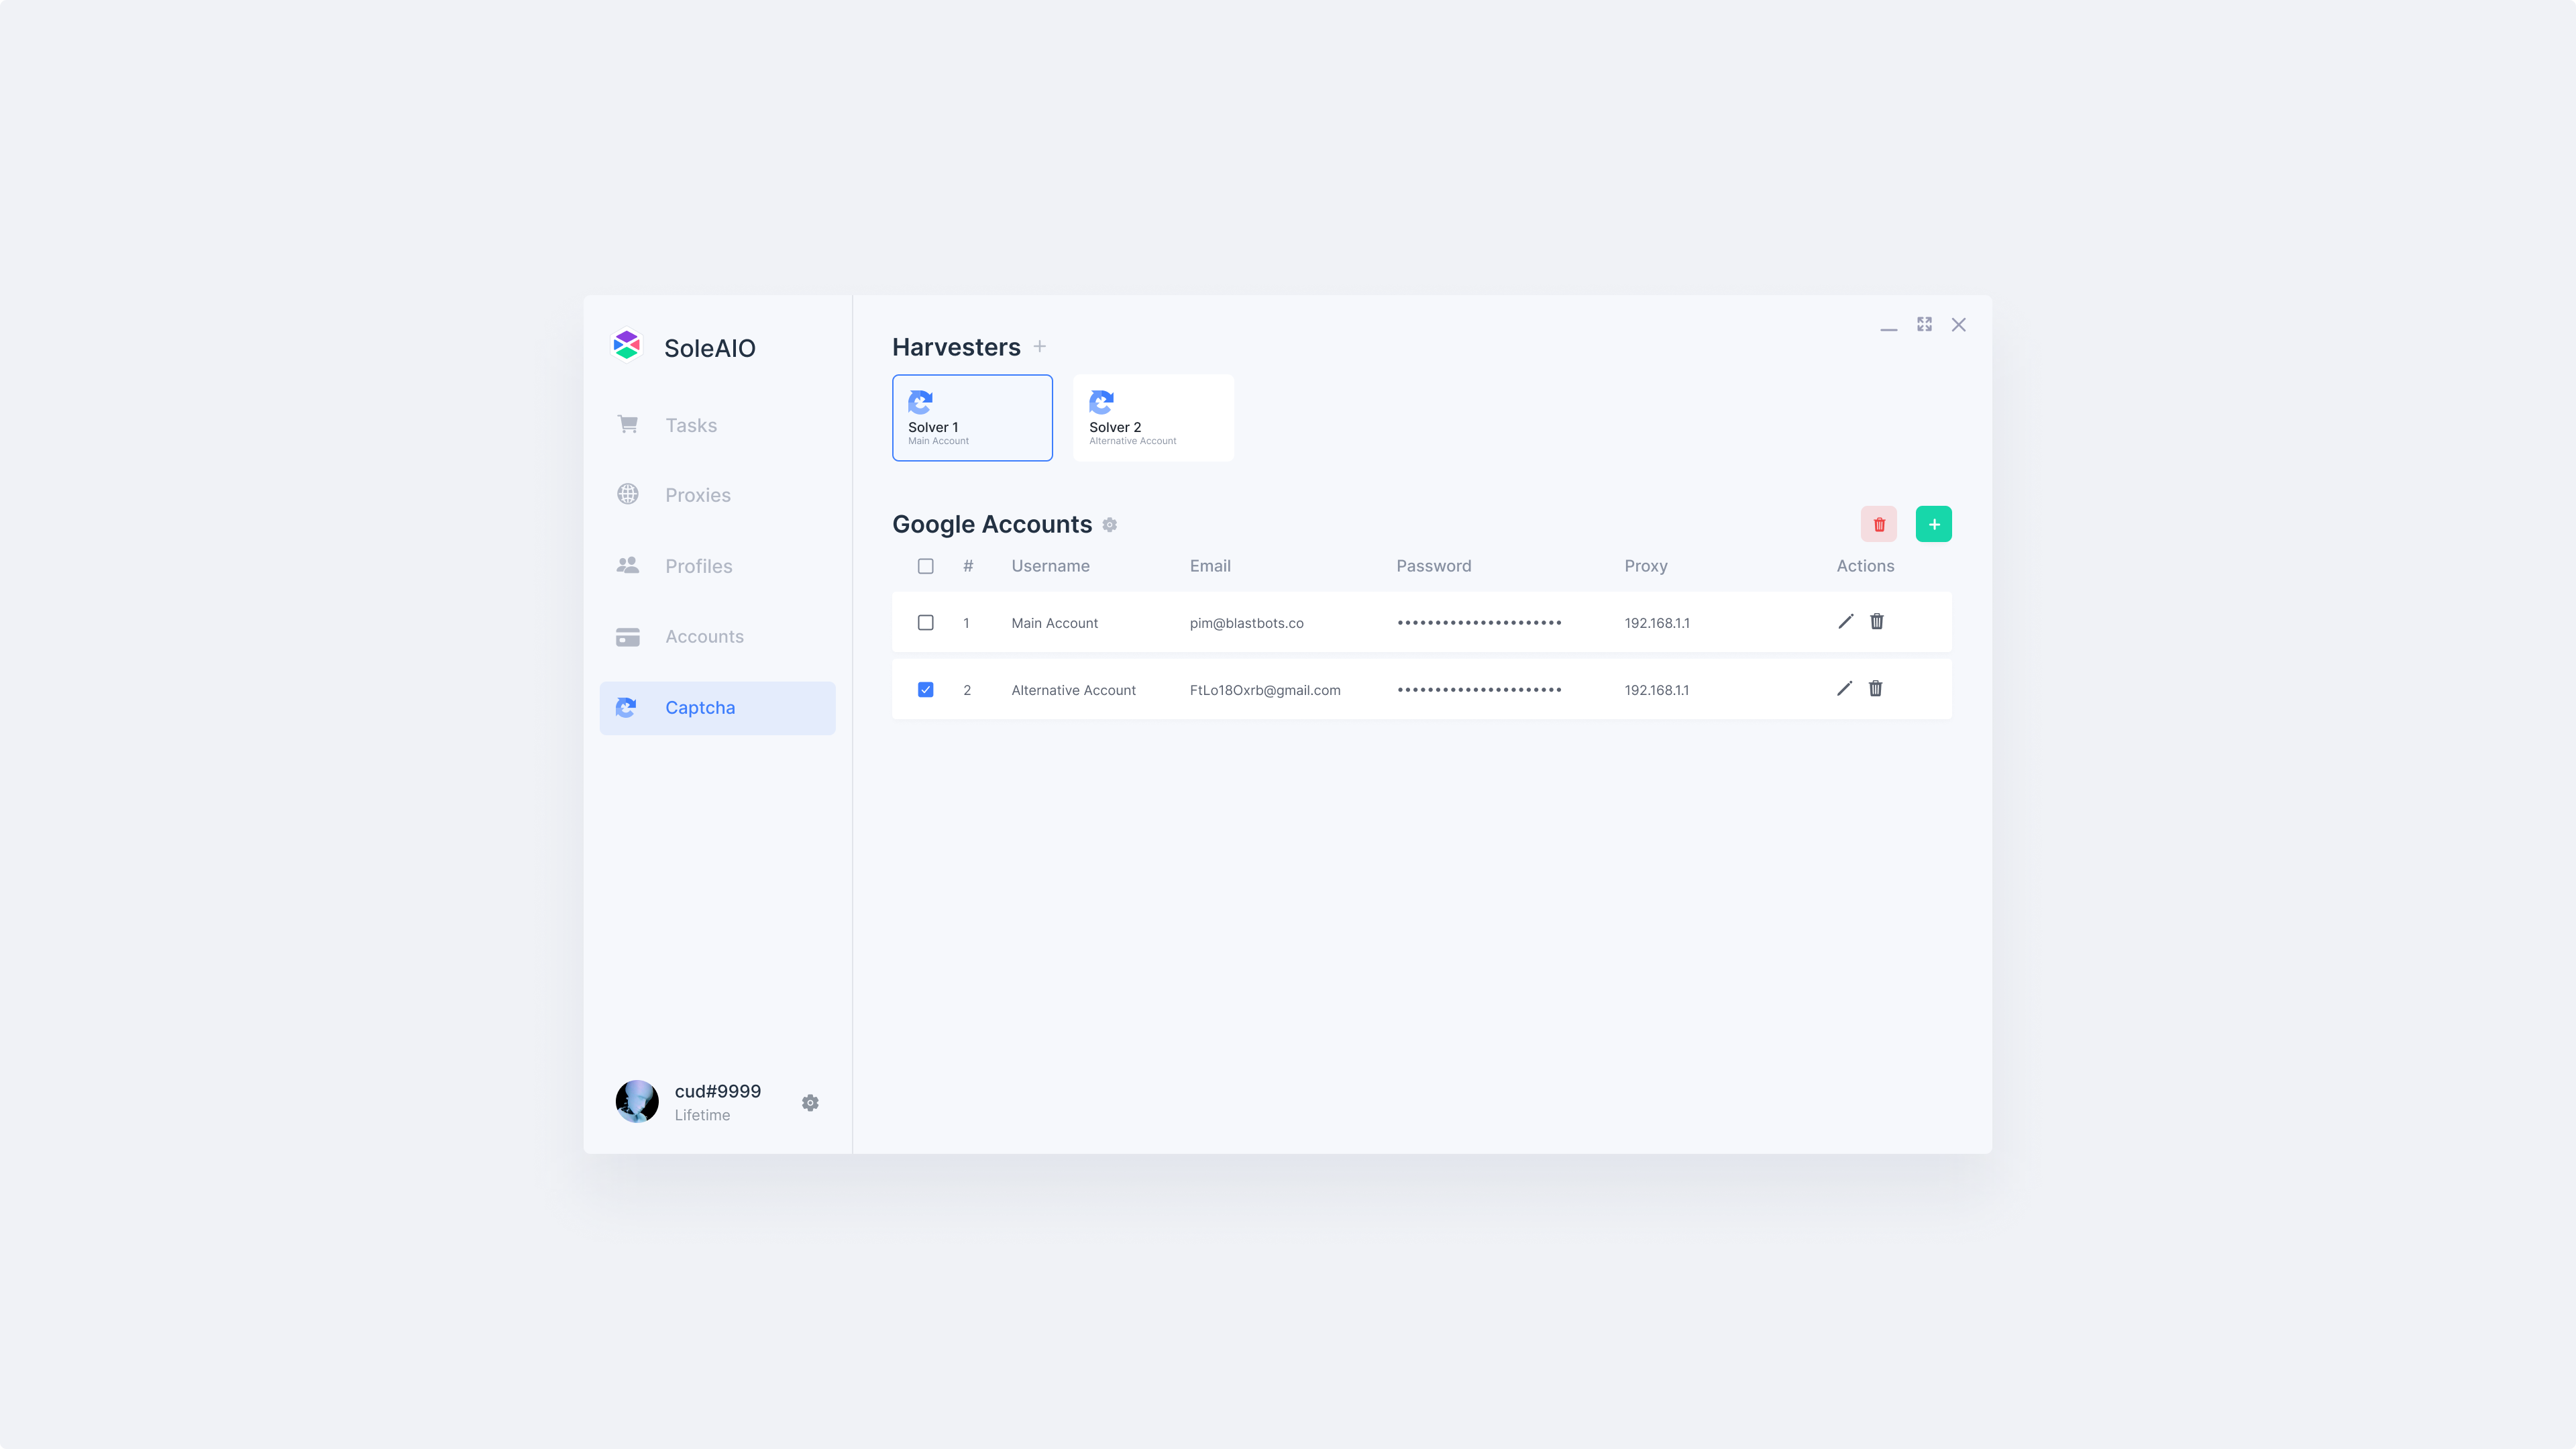 SoleAIO
Tasks
Proxies
Profiles
Accounts
Captcha
cud#9999
Lifetime
Harvesters
Solver 1
Main Account
Solver 2
Alternative Account
Google Accounts
# Username Email Password Proxy Actions
1 Main Account pim@blastbots.co •••••••••••••••••••••• 192.168.1.1
2 Alternative Account FtLo18Oxrb@gmail.com •••••••••••••••••••••• 192.168.1.1